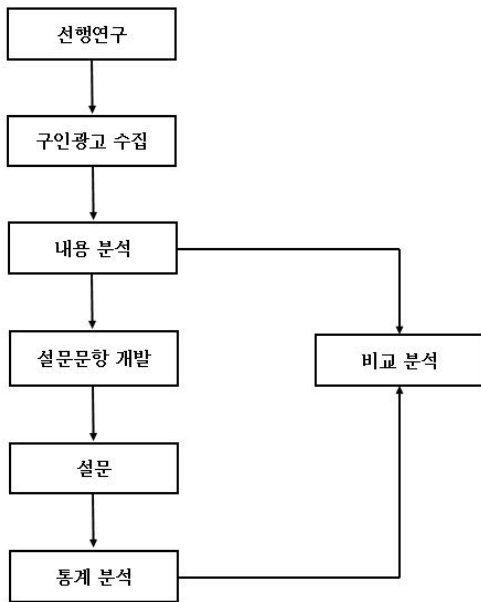 선행연구
구인광고 수집
내용 분석
설문문항 개발
비교 분석
설문
통계 분석